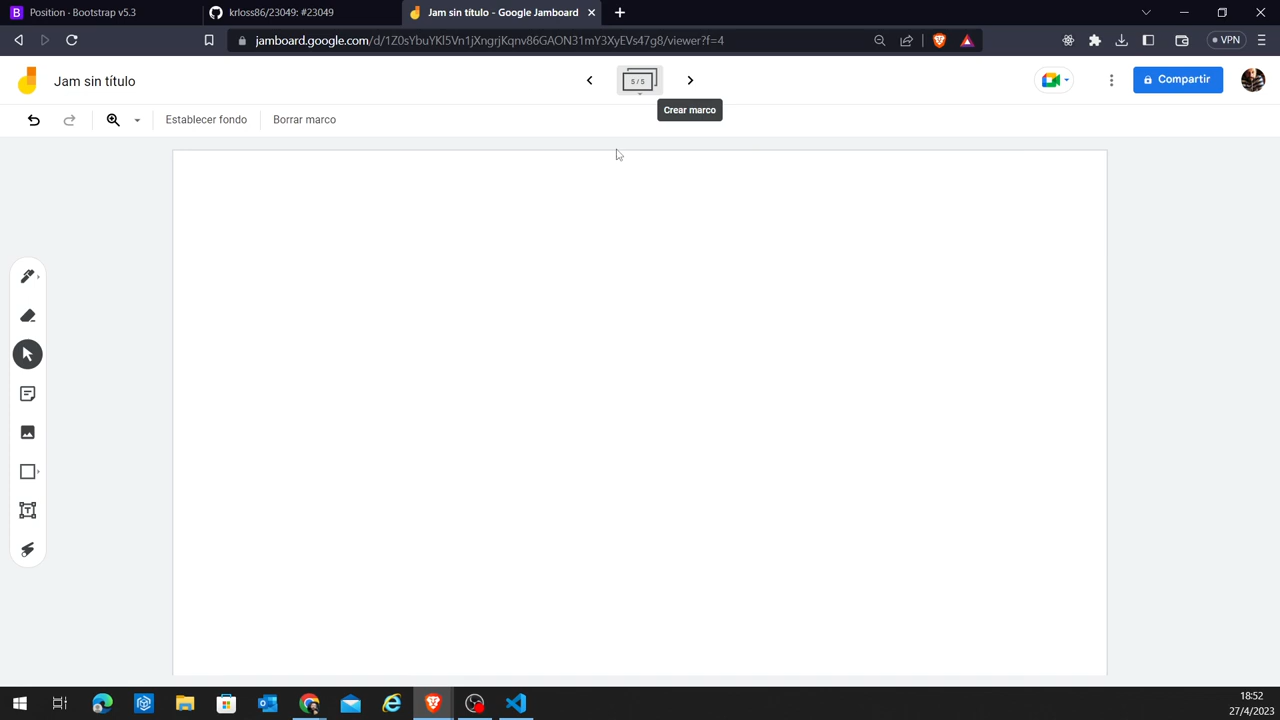 Position - Bootstrap v5.3
krloss86/23049: #23049
Jam sin título - Google Jamboard
jamboard.google.com/d/1Z0sYbuYKl5Vn1jXngrjKqnv86GAON31mY3XyEVs47g8/viewer?f=4
VPN
Jam sin título
5 / 5
Compartir
Crear marco
Establecer fondo
Borrar marco
18:52
27/4/2023